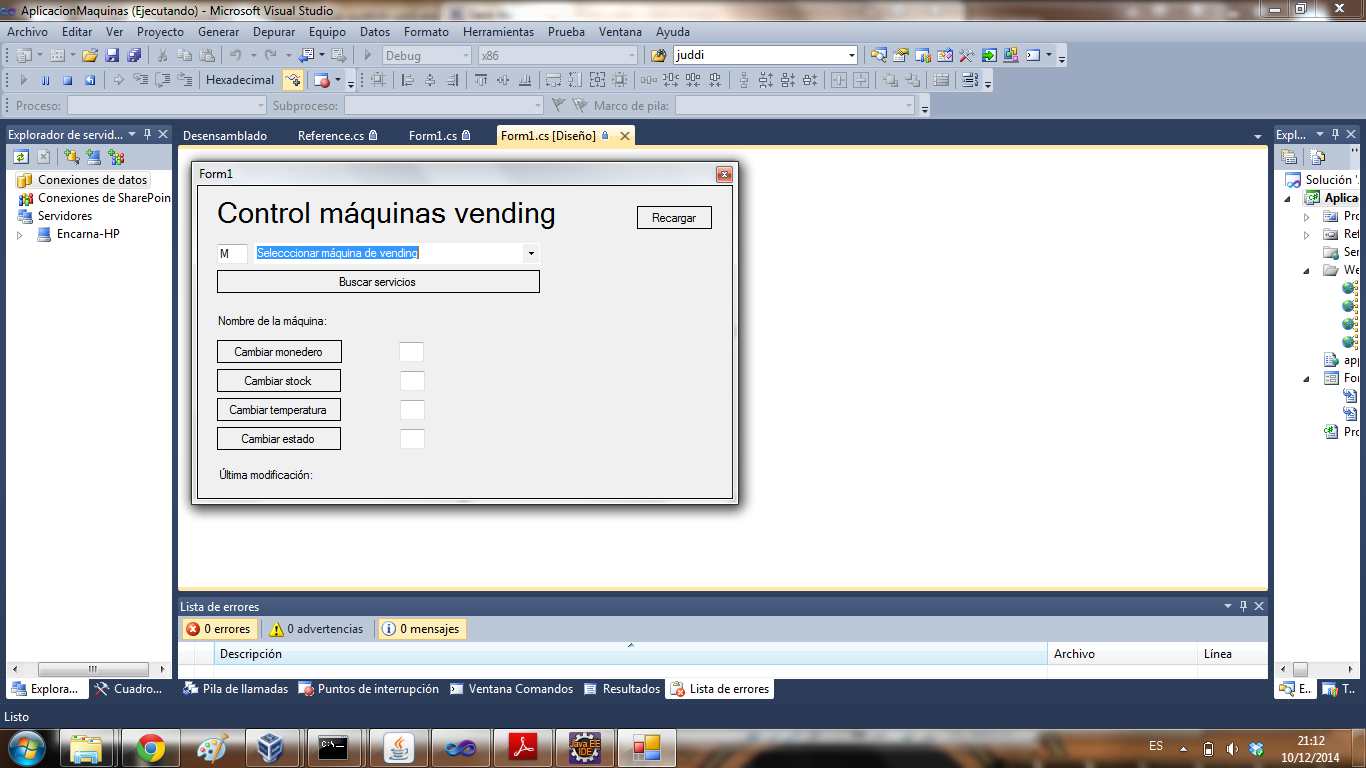 AplicacionMaquinas (Ejecutando) - Microsoft Visual Studio
Archivo Editar Ver Proyecto Generar Depurar Equipo Datos Formato Herramientas Prueba Ventana Ayuda
Debug x86 juddi
Hexadecimal
Proceso: Subproceso: Marco de pila:
Explorador de servid...
Desensamblado Reference.cs Form1.cs Form1.cs [Diseño]
Expl...
Conexiones de datos
Conexiones de SharePoin
Servidores
Encarna-HP
Form1
Control máquinas vending
Recargar
M Selecccionar máquina de vending
Buscar servicios
Nombre de la máquina:
Cambiar monedero
Cambiar stock
Cambiar temperatura
Cambiar estado
Última modificación:
Solución '
Aplica
Pro
Ref
Ser
We
app
For
Pro
Lista de errores
0 errores 0 advertencias 0 mensajes
Descripción Archivo Línea
Explora... Cuadro... Pila de llamadas Puntos de interrupción Ventana Comandos Resultados Lista de errores E... T...
Listo
C:\_
Java EE
IDE
ES
21:12
10/12/2014